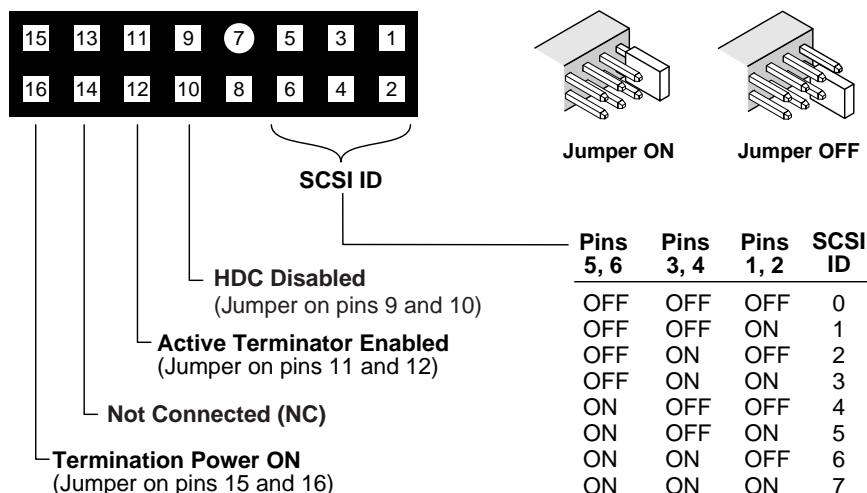 15 13 11 9 7 5 3 1
16 14 12 10 8 6 4 2
Jumper ON
Jumper OFF
SCSI ID
HDC Disabled
(Jumper on pins 9 and 10)
Active Terminator Enabled
(Jumper on pins 11 and 12)
Not Connected (NC)
Termination Power ON
(Jumper on pins 15 and 16)
Pins 5, 6 Pins 3, 4 Pins 1, 2 SCSI ID
OFF OFF OFF 0
OFF OFF ON 1
OFF ON OFF 2
OFF ON ON 3
ON OFF OFF 4
ON OFF ON 5
ON ON OFF 6
ON ON ON 7